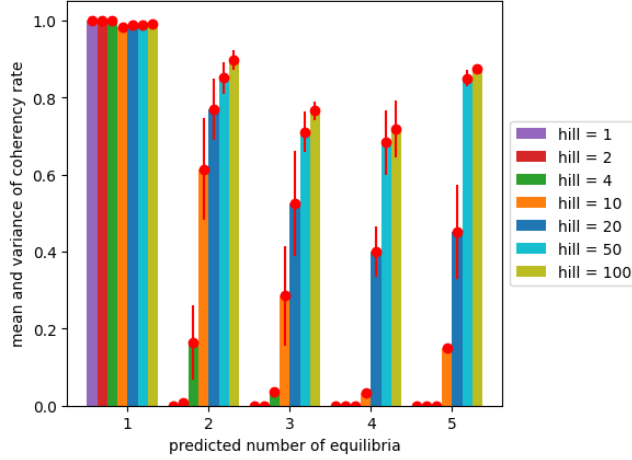 mean and variance of coherency rate
1.0
0.8
0.6
0.4
0.2
0.0
1 2 3 4 5
predicted number of equilibria
hill = 1
hill = 2
hill = 4
hill = 10
hill = 20
hill = 50
hill = 100